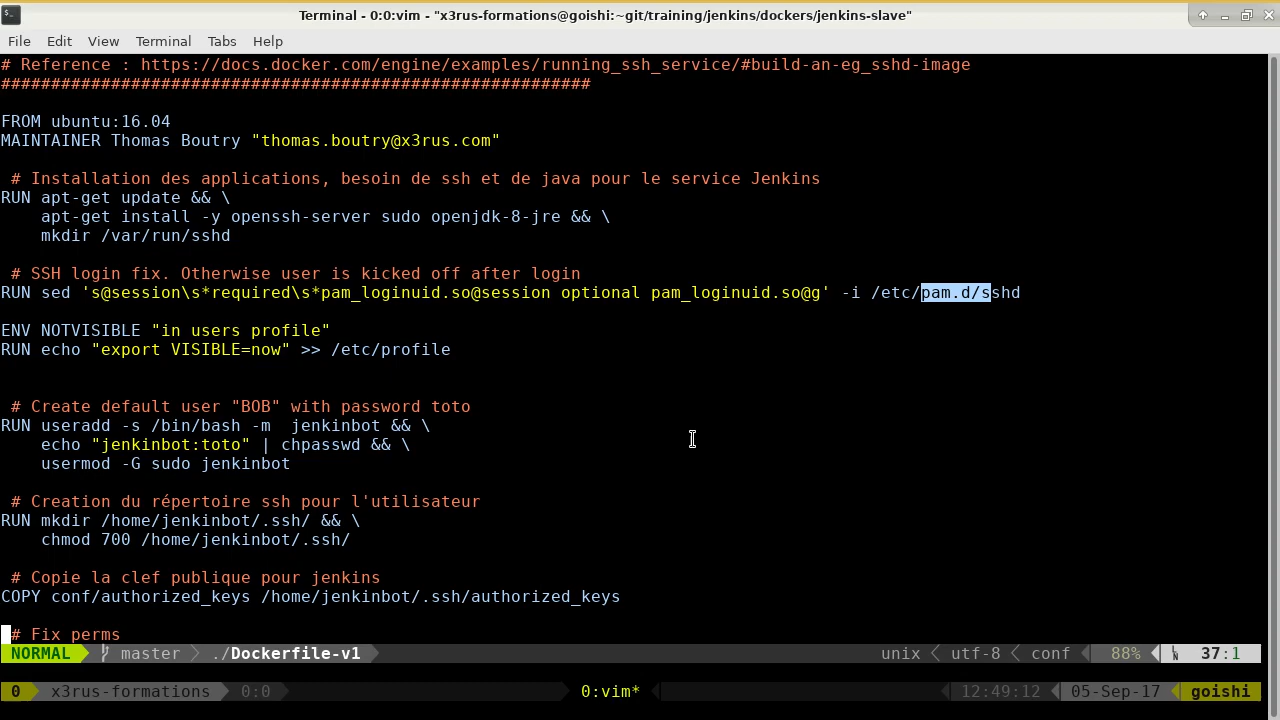 Terminal - 0:0:vim - "x3rus-formations@goishi:~git/training/jenkins/dockers/jenkins-slave"
File Edit View Terminal Tabs Help
# Reference : https://docs.docker.com/engine/examples/running_ssh_service/#build-an-eg_sshd-image
###########################################################
FROM ubuntu:16.04
MAINTAINER Thomas Boutry "thomas.boutry@x3rus.com"
# Installation des applications, besoin de ssh et de java pour le service Jenkins
RUN apt-get update && \
apt-get install -y openssh-server sudo openjdk-8-jre && \
mkdir /var/run/sshd
# SSH login fix. Otherwise user is kicked off after login
RUN sed 's@session\s*required\s*pam_loginuid.so@session optional pam_loginuid.so@g' -i /etc/pam.d/sshd
ENV NOTVISIBLE "in users profile"
RUN echo "export VISIBLE=now" >> /etc/profile
# Create default user "BOB" with password toto
RUN useradd -s /bin/bash -m  jenkinbot && \
echo "jenkinbot:toto" | chpasswd && \
usermod -G sudo jenkinbot
# Creation du répertoire ssh pour l'utilisateur
RUN mkdir /home/jenkinbot/.ssh/ && \
chmod 700 /home/jenkinbot/.ssh/
# Copie la clef publique pour jenkins
COPY conf/authorized_keys /home/jenkinbot/.ssh/authorized_keys
# Fix perms
NORMAL master ./Dockerfile-v1 unix utf-8 conf 88% 37:1
0 x3rus-formations 0:0 0:vim* 12:49:12 05-Sep-17 goishi